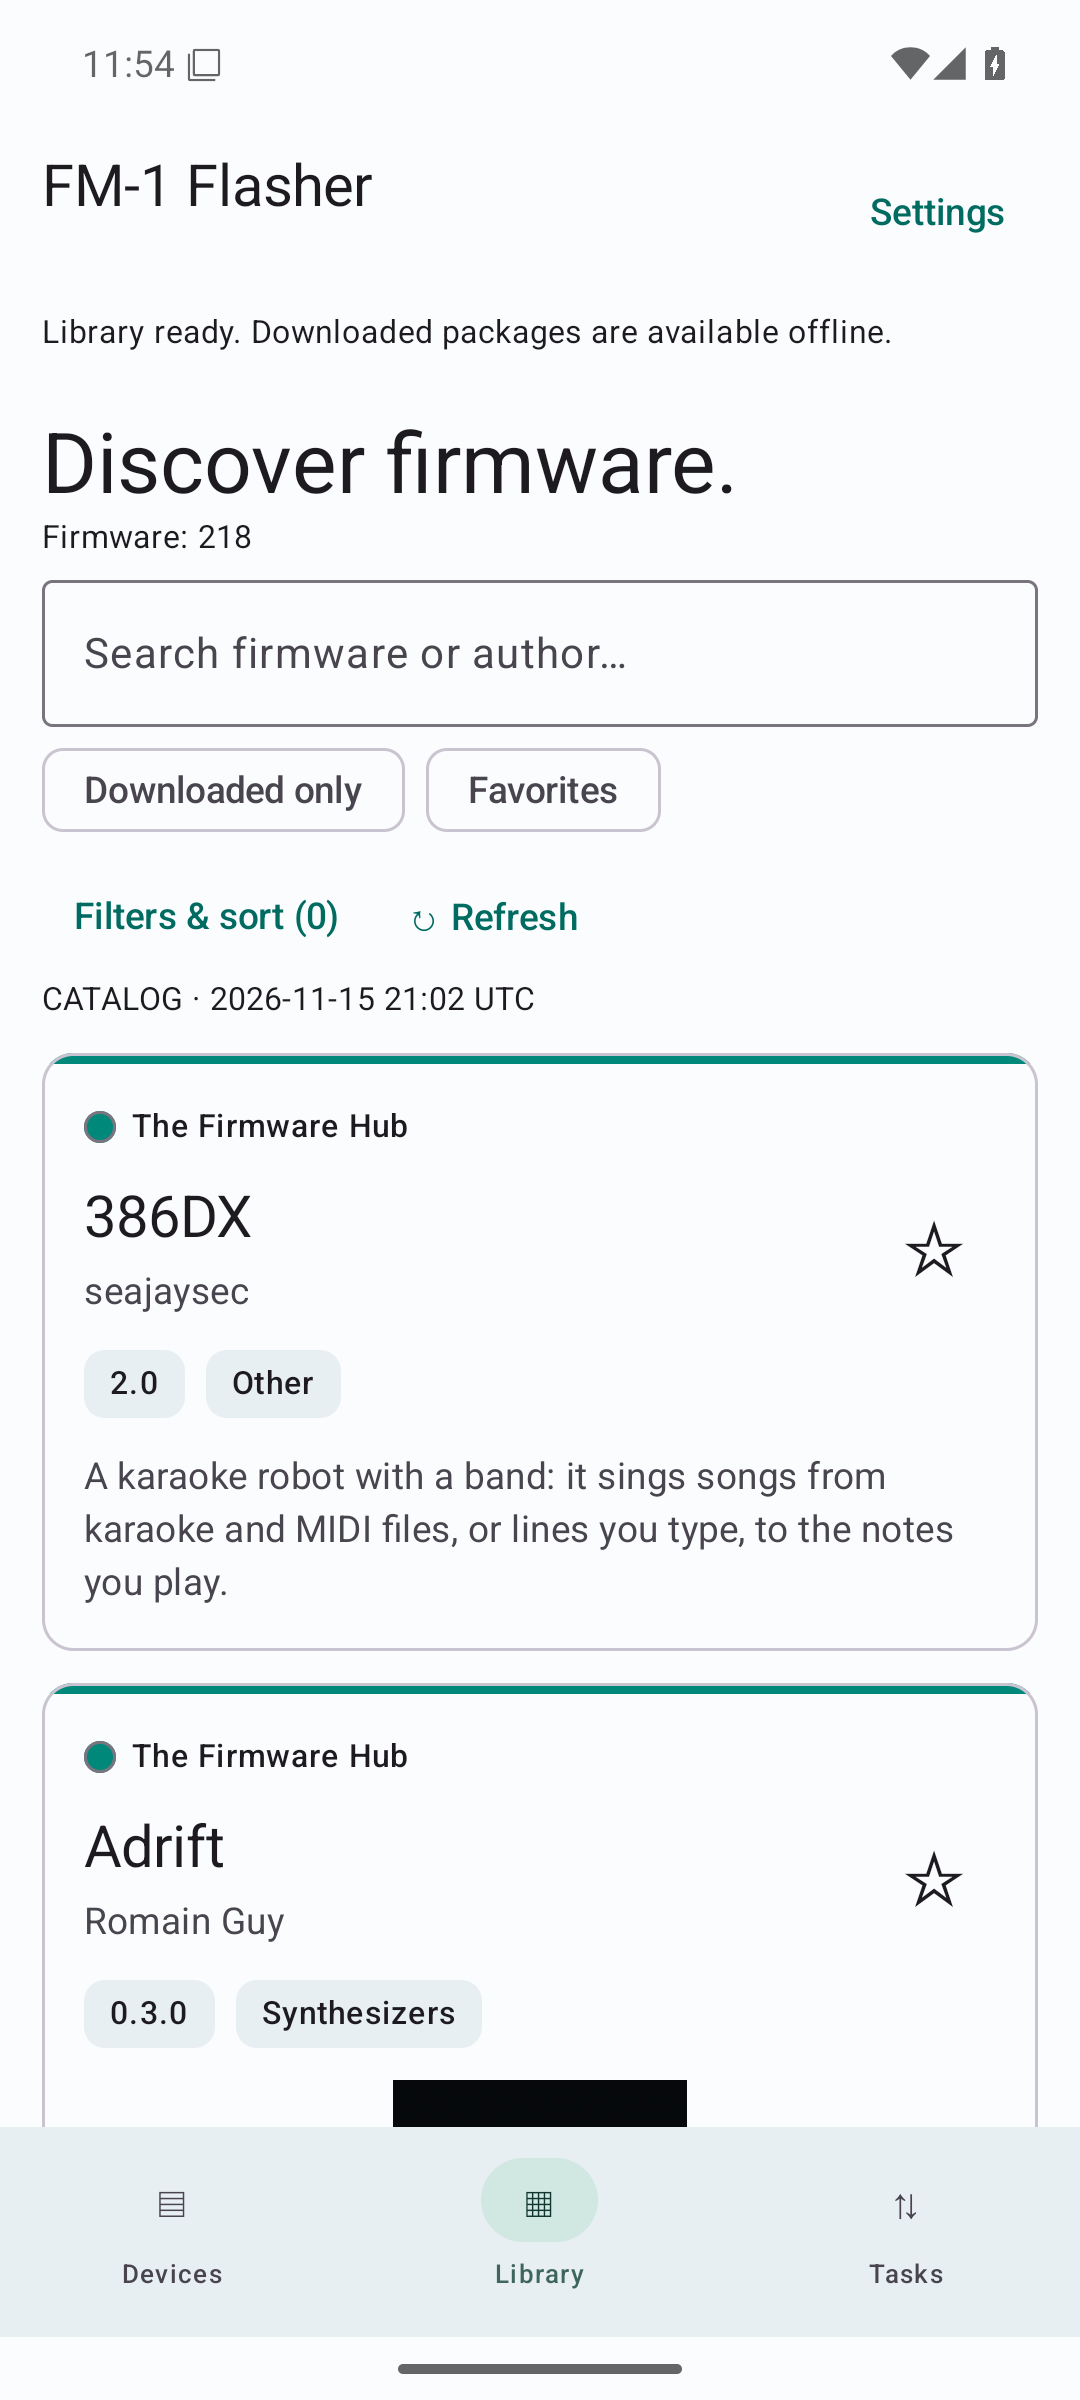 11:54
FM-1 Flasher
Settings
Library ready. Downloaded packages are available offline.
Discover firmware.
Firmware: 218
Search firmware or author…
Downloaded only
Favorites
Filters & sort (0)
↻ Refresh
CATALOG · 2026-11-15 21:02 UTC
The Firmware Hub
386DX
seajaysec
2.0
Other
A karaoke robot with a band: it sings songs from
karaoke and MIDI files, or lines you type, to the notes
you play.
The Firmware Hub
Adrift
Romain Guy
0.3.0
Synthesizers
Devices
Library
Tasks